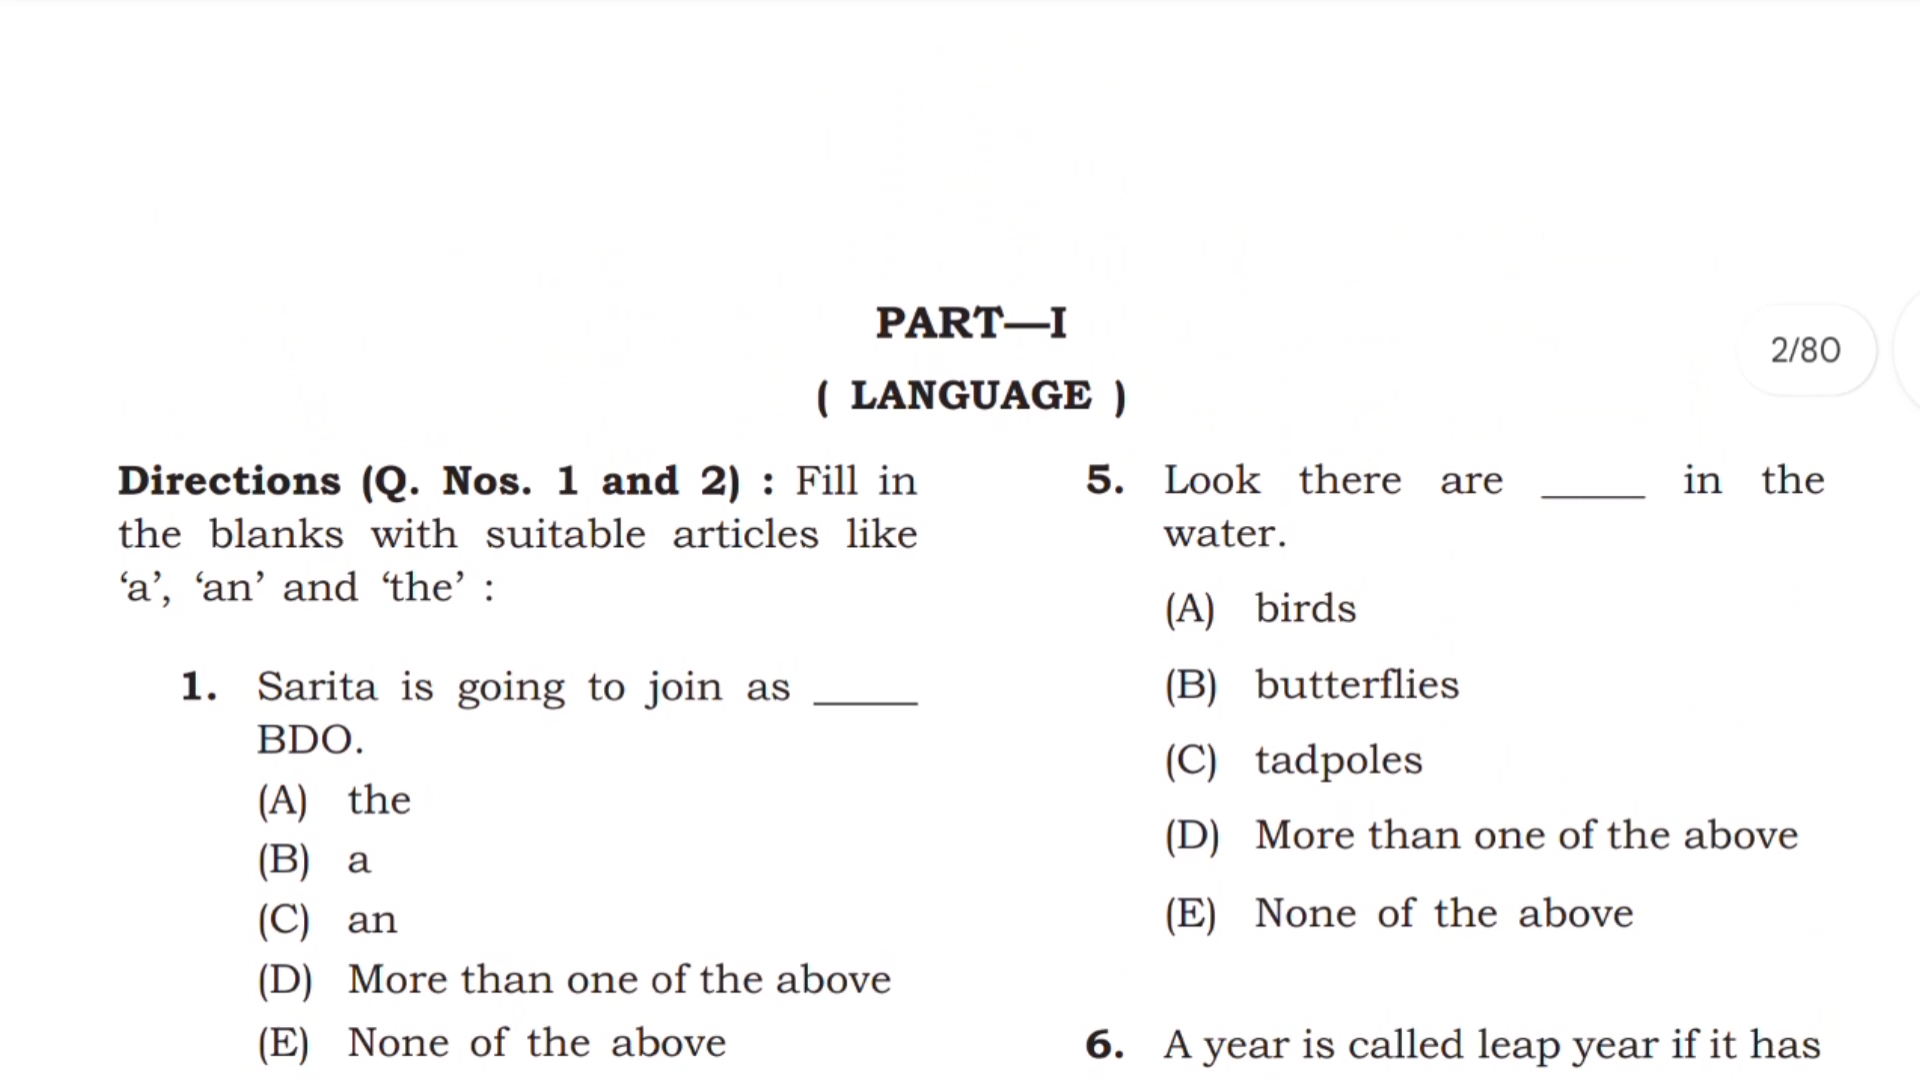 PART—I
( LANGUAGE )
2/80
Directions (Q. Nos. 1 and 2) : Fill in
the blanks with suitable articles like
‘a’, ‘an’ and ‘the’ :
1. Sarita is going to join as _____
BDO.
(A) the
(B) a
(C) an
(D) More than one of the above
(E) None of the above
5. Look there are _____ in the
water.
(A) birds
(B) butterflies
(C) tadpoles
(D) More than one of the above
(E) None of the above
6. A year is called leap year if it has